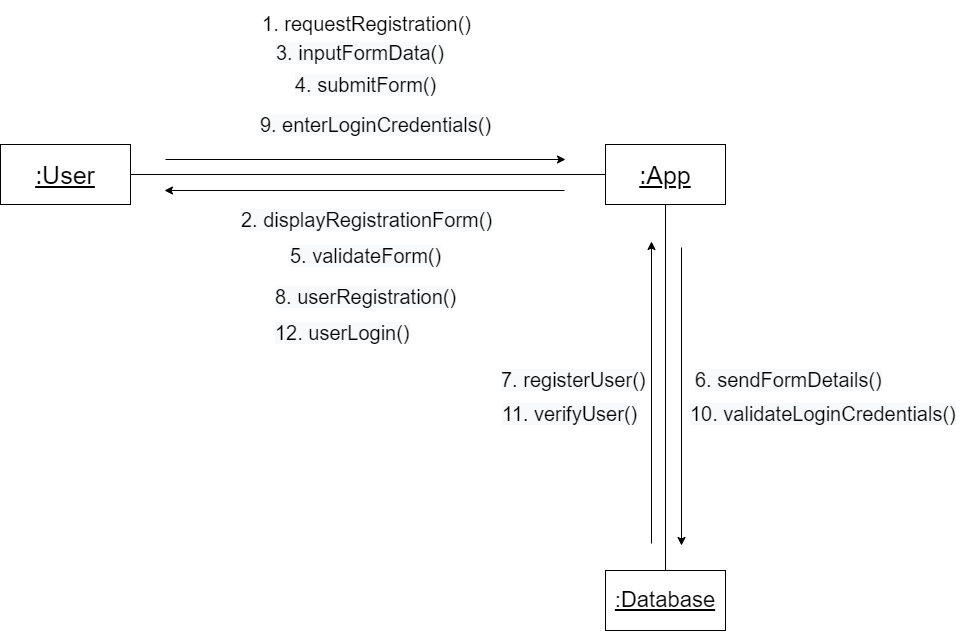 1. requestRegistration()
3. inputFormData()
4. submitForm()
9. enterLoginCredentials()
:User
:App
2. displayRegistrationForm()
5. validateForm()
8. userRegistration()
12. userLogin()
7. registerUser()
6. sendFormDetails()
11. verifyUser()
10. validateLoginCredentials()
:Database